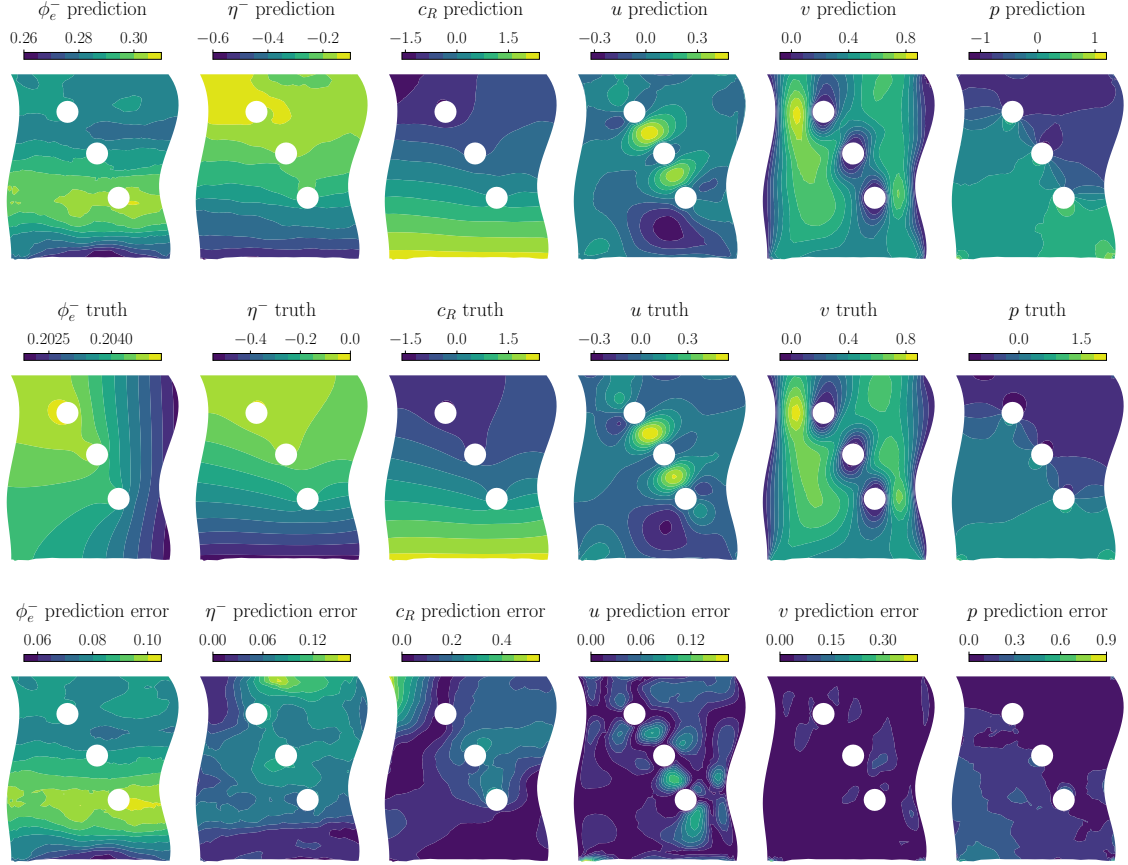 ϕₑ⁻ prediction η⁻ prediction c_R prediction u prediction v prediction p prediction
0.26 0.30 −0.6 −0.4 −0.2 −1.5 0.0 1.5 −0.3 0.0 0.3 0.0 0.4 0.8 −1 0 1
ϕₑ⁻ truth η⁻ truth c_R truth u truth v truth p truth
0.2025 0.2040 −0.4 −0.2 0.0 −1.5 0.0 1.5 −0.3 0.0 0.3 0.0 0.4 0.8 0.0 1.5
ϕₑ⁻ prediction error η⁻ prediction error c_R prediction error u prediction error v prediction error p prediction error
0.06 0.08 0.10 0.00 0.06 0.12 0.0 0.2 0.4 0.00 0.06 0.12 0.00 0.15 0.30 0.0 0.3 0.6 0.9